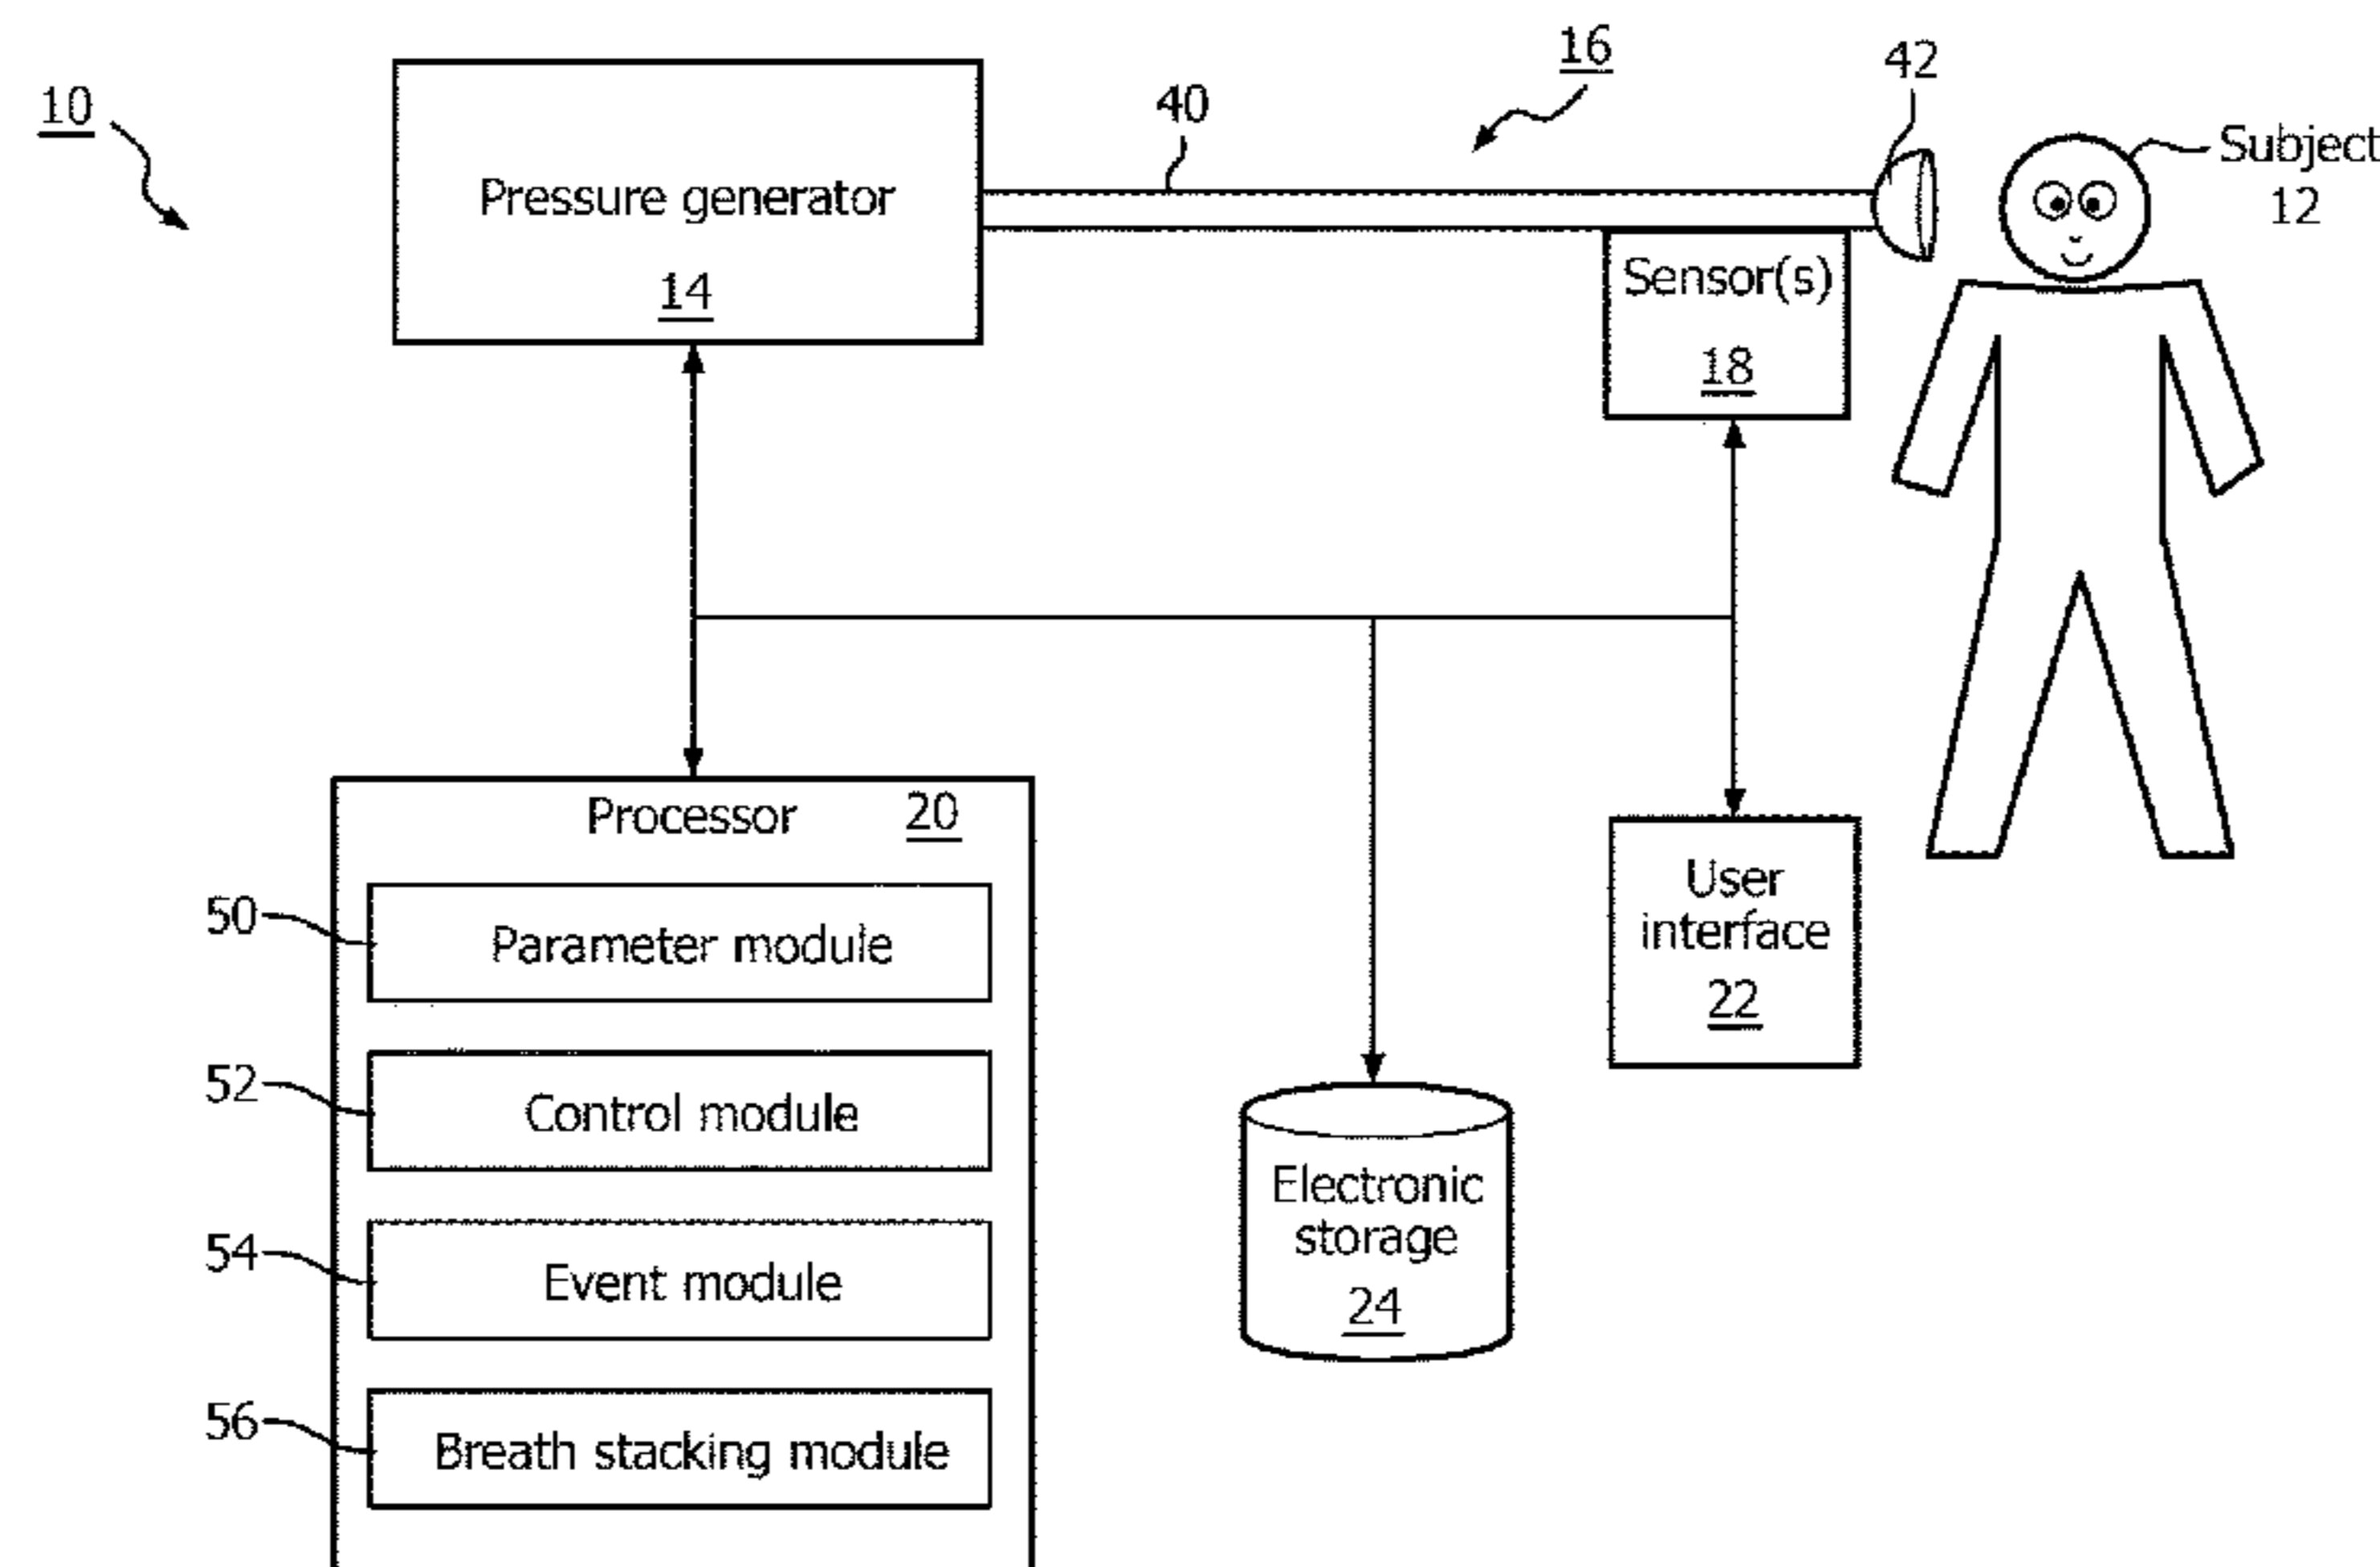 10
Pressure generator
14
40
16
42
Subject
12
Sensor(s)
18
Processor 20
50
Parameter module
52
Control module
54
Event module
56
Breath stacking module
Electronic
storage
24
User
interface
22